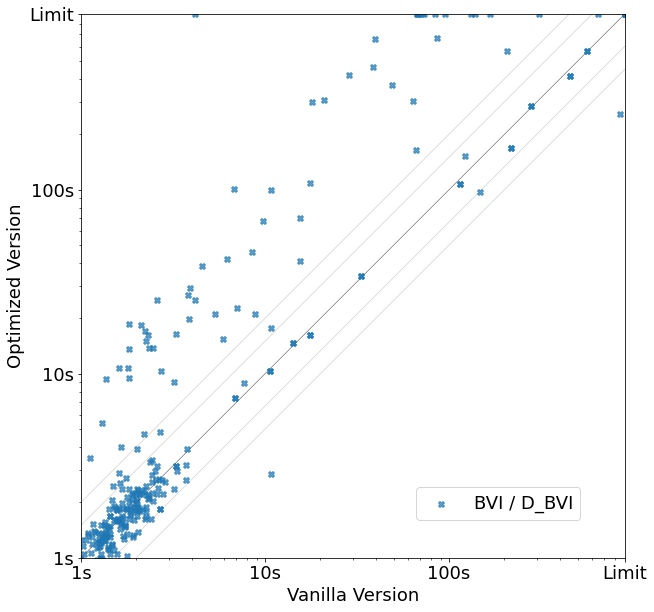 Limit
100s
10s
1s
Optimized Version
BVI / D_BVI
1s
10s
100s
Limit
Vanilla Version